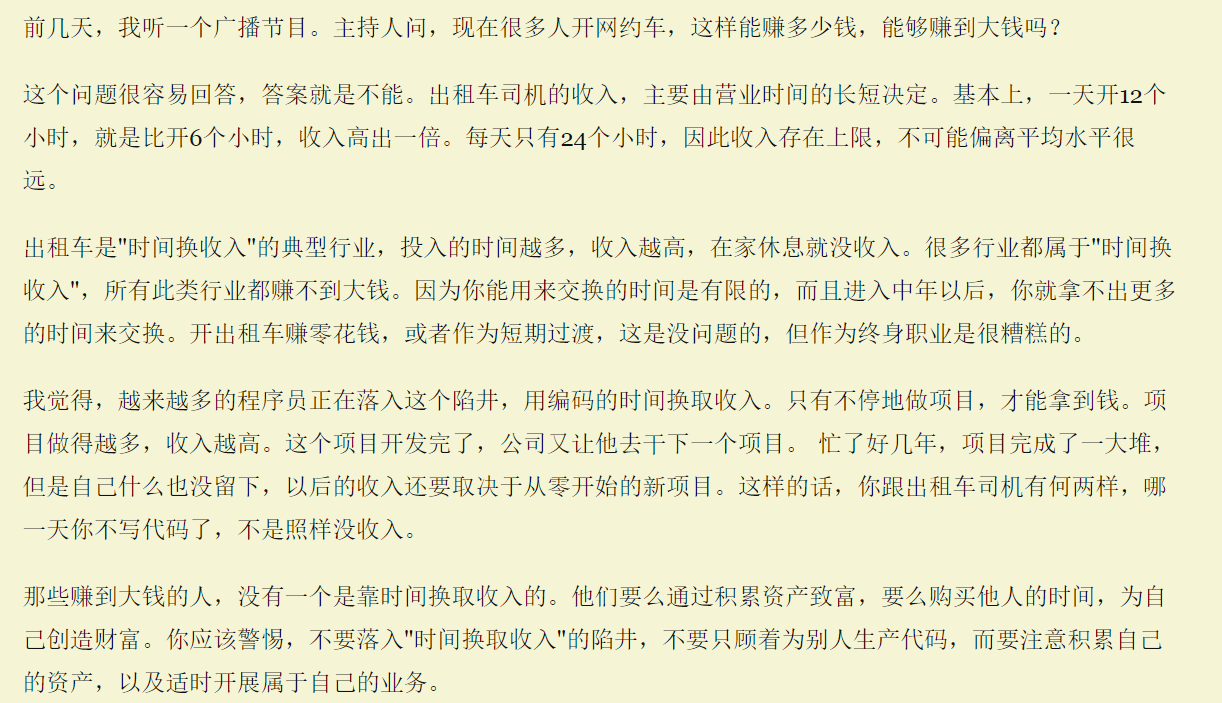 前几天，我听一个广播节目。主持人问，现在很多人开网约车，这样能赚多少钱，能够赚到大钱吗？
这个问题很容易回答，答案就是不能。出租车司机的收入，主要由营业时间的长短决定。基本上，一天开12个
小时，就是比开6个小时，收入高出一倍。每天只有24个小时，因此收入存在上限，不可能偏离平均水平很
远。
出租车是"时间换收入"的典型行业，投入的时间越多，收入越高，在家休息就没收入。很多行业都属于"时间换
收入"，所有此类行业都赚不到大钱。因为你能用来交换的时间是有限的，而且进入中年以后，你就拿不出更多
的时间来交换。开出租车赚零花钱，或者作为短期过渡，这是没问题的，但作为终身职业是很糟糕的。
我觉得，越来越多的程序员正在落入这个陷井，用编码的时间换取收入。只有不停地做项目，才能拿到钱。项
目做得越多，收入越高。这个项目开发完了，公司又让他去干下一个项目。 忙了好几年，项目完成了一大堆，
但是自己什么也没留下，以后的收入还要取决于从零开始的新项目。这样的话，你跟出租车司机有何两样，哪
一天你不写代码了，不是照样没收入。
那些赚到大钱的人，没有一个是靠时间换取收入的。他们要么通过积累资产致富，要么购买他人的时间，为自
己创造财富。你应该警惕，不要落入"时间换取收入"的陷井，不要只顾着为别人生产代码，而要注意积累自己
的资产，以及适时开展属于自己的业务。